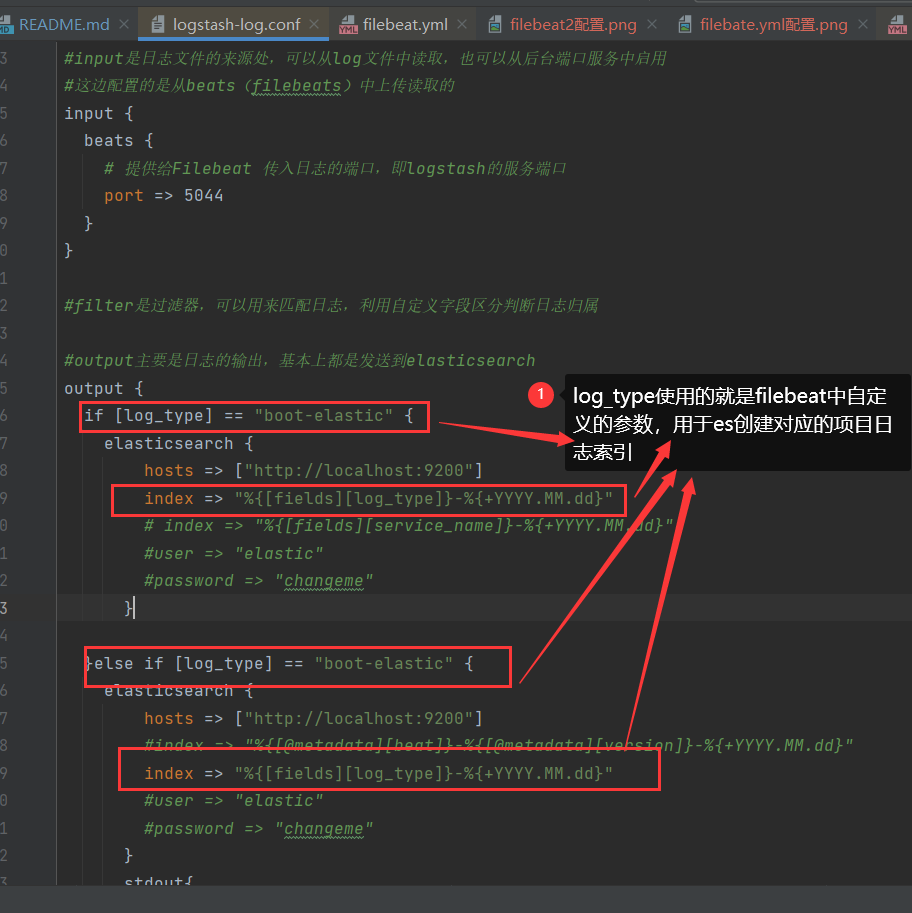 README.md logstash-log.conf filebeat.yml filebeat2配置.png filebate.yml配置.png
3 #input是日志文件的来源处，可以从log文件中读取，也可以从后台端口服务中启用
4 #这边配置的是从beats（filebeats）中上传读取的
5 input {
6 beats {
7 # 提供给Filebeat 传入日志的端口，即logstash的服务端口
8 port => 5044
9 }
0 }
1
2 #filter是过滤器，可以用来匹配日志，利用自定义字段区分判断日志归属
3
4 #output主要是日志的输出，基本上都是发送到elasticsearch
5 output {
6 if [log_type] == "boot-elastic" {
7 elasticsearch {
8 hosts => ["http://localhost:9200"]
9 index => "%{[fields][log_type]}-%{+YYYY.MM.dd}"
0 # index => "%{[fields][service_name]}-%{+YYYY.MM.dd}"
1 #user => "elastic"
2 #password => "changeme"
3 }
4
5 }else if [log_type] == "boot-elastic" {
6 elasticsearch {
7 hosts => ["http://localhost:9200"]
8 #index => "%{[@metadata][beat]}-%{[@metadata][version]}-%{+YYYY.MM.dd}"
9 index => "%{[fields][log_type]}-%{+YYYY.MM.dd}"
0 #user => "elastic"
1 #password => "changeme"
2 }
3 stdout{
1 log_type使用的就是filebeat中自定
义的参数，用于es创建对应的项目日
志索引